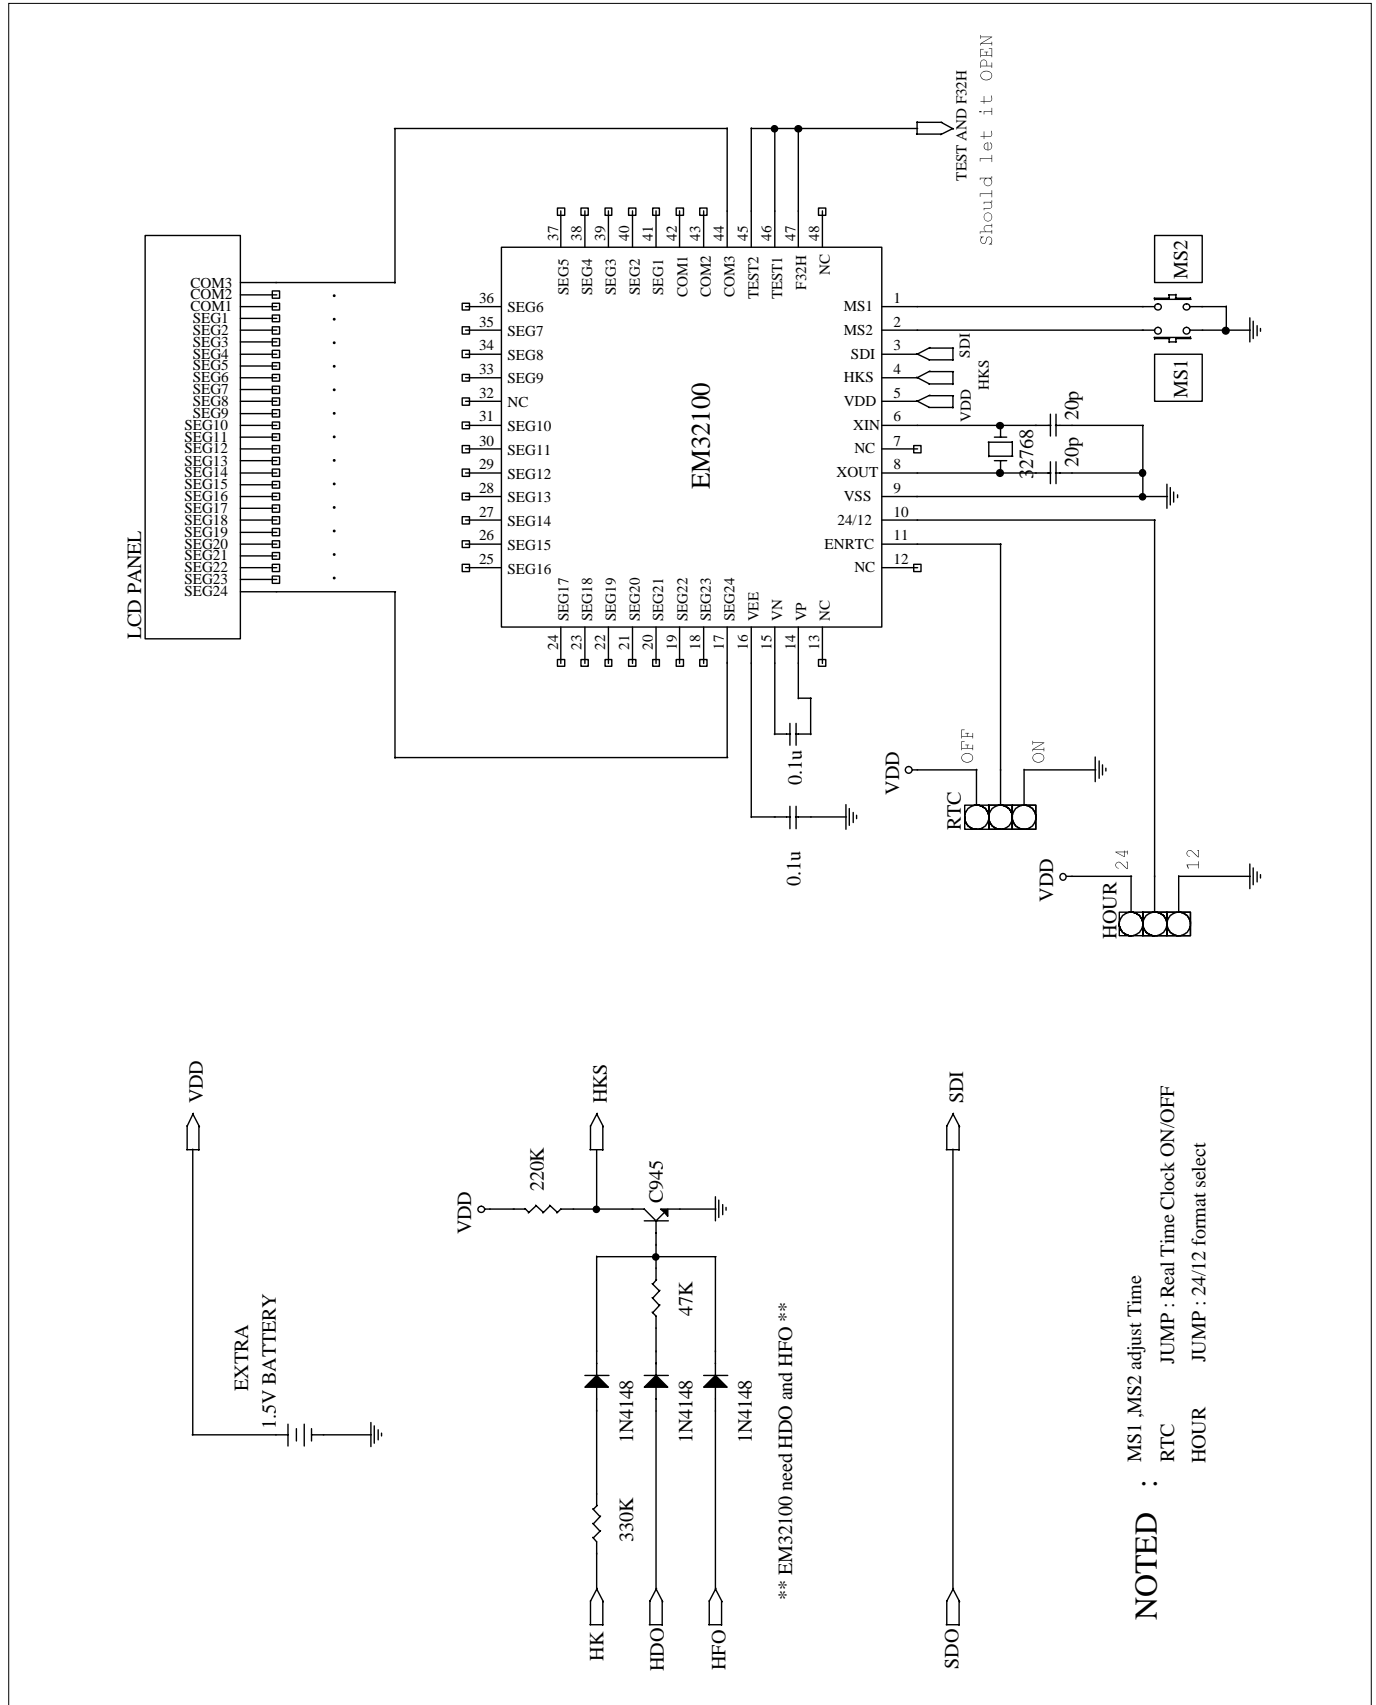 LCD PANEL
COM3
COM2
COM1
SEG1
SEG2
SEG3
SEG4
SEG5
SEG6
SEG7
SEG8
SEG9
SEG10
SEG11
SEG12
SEG13
SEG14
SEG15
SEG16
SEG17
SEG18
SEG19
SEG20
SEG21
SEG22
SEG23
SEG24
EM32100
37 SEG5
38 SEG4
39 SEG3
40 SEG2
41 SEG1
42 COM1
43 COM2
44 COM3
45 TEST2
46 TEST1
47 F32H
48 NC
36 SEG6
35 SEG7
34 SEG8
33 SEG9
32 NC
31 SEG10
30 SEG11
29 SEG12
28 SEG13
27 SEG14
26 SEG15
25 SEG16
MS1 1
MS2 2
SDI 3
HKS 4
VDD 5
XIN 6
NC 7
XOUT 8
VSS 9
24/12 10
ENRTC 11
NC 12
24 SEG17
23 SEG18
22 SEG19
21 SEG20
20 SEG21
19 SEG22
18 SEG23
17 SEG24
16 VEE
15 VN
14 VP
13 NC
TEST AND F32H
Should let it OPEN
MS2
MS1
SDI
HKS
VDD
32768
20p
20p
0.1u
0.1u
VDD
OFF
RTC
ON
VDD
24
HOUR
12
VDD
EXTRA
1.5V BATTERY
VDD
220K
HKS
C945
47K
1N4148
1N4148
1N4148
330K
HK
HDO
HFO
** EM32100 need HDO and HFO **
SDO
SDI
NOTED :
MS1 ,MS2 adjust Time
RTC JUMP : Real Time Clock ON/OFF
HOUR JUMP : 24/12 format select